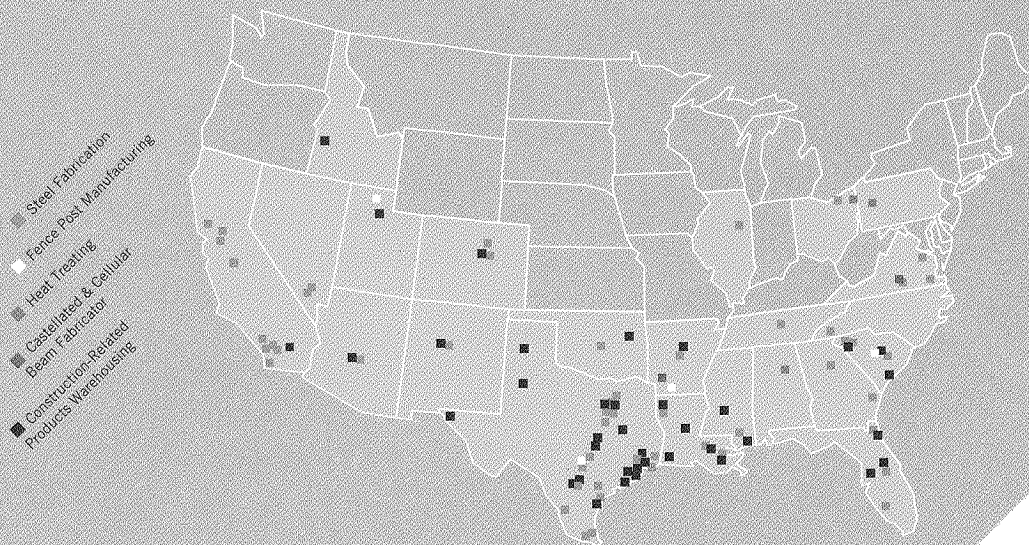 Steel Fabrication
Fence Post Manufacturing
Heat Treating
Castellated & Cellular
Beam Fabricator
Construction-Related
Products Warehousing